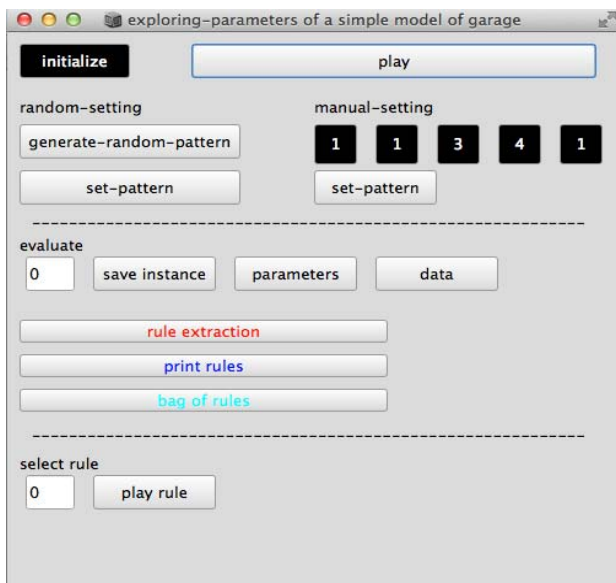 exploring-parameters of a simple model of garage
initialize play
random-setting manual-setting
generate-random-pattern 1 1 3 4 1
set-pattern set-pattern
------------------------------------------------------------
evaluate
0 save instance parameters data
rule extraction
print rules
bag of rules
------------------------------------------------------------
select rule
0 play rule